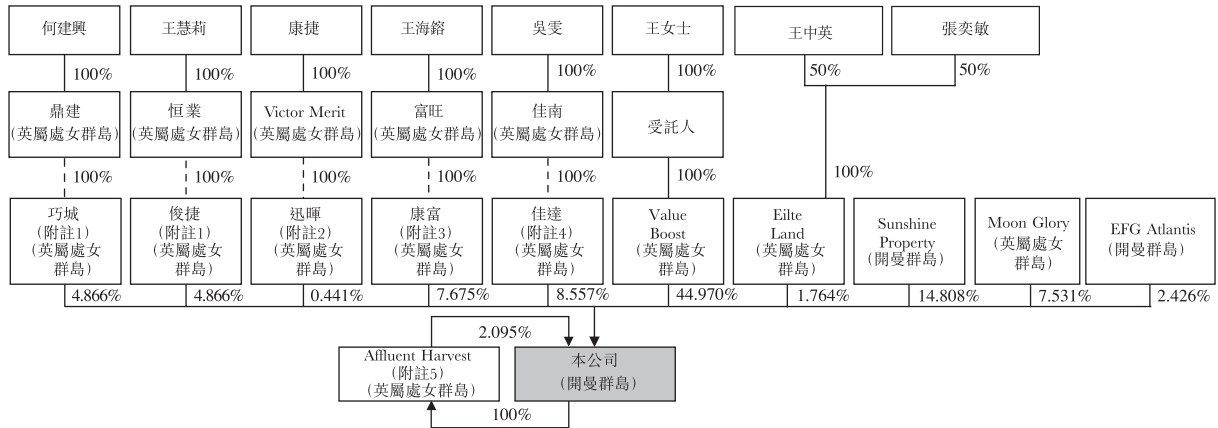 何建興
王慧莉
康捷
王海鎔
吳雯
王女士
王中英
張奕敏
100%
100%
100%
100%
100%
100%
50%
50%
鼎建
(英屬處女群島)
恒業
(英屬處女群島)
Victor Merit
(英屬處女群島)
富旺
(英屬處女群島)
佳南
(英屬處女群島)
受託人
100%
100%
100%
100%
100%
100%
100%
巧城
(附註1)
(英屬處女
群島)
俊捷
(附註1)
(英屬處女
群島)
迅暉
(附註2)
(英屬處女
群島)
康富
(附註3)
(英屬處女
群島)
佳達
(附註4)
(英屬處女
群島)
Value
Boost
(英屬處女
群島)
Eilte
Land
(英屬處女
群島)
Sunshine
Property
(開曼群島)
Moon Glory
(英屬處女
群島)
EFG Atlantis
(開曼群島)
4.866%
4.866%
0.441%
7.675%
8.557%
44.970%
1.764%
14.808%
7.531%
2.426%
2.095%
Affluent Harvest
(附註5)
(英屬處女群島)
本公司
(開曼群島)
100%